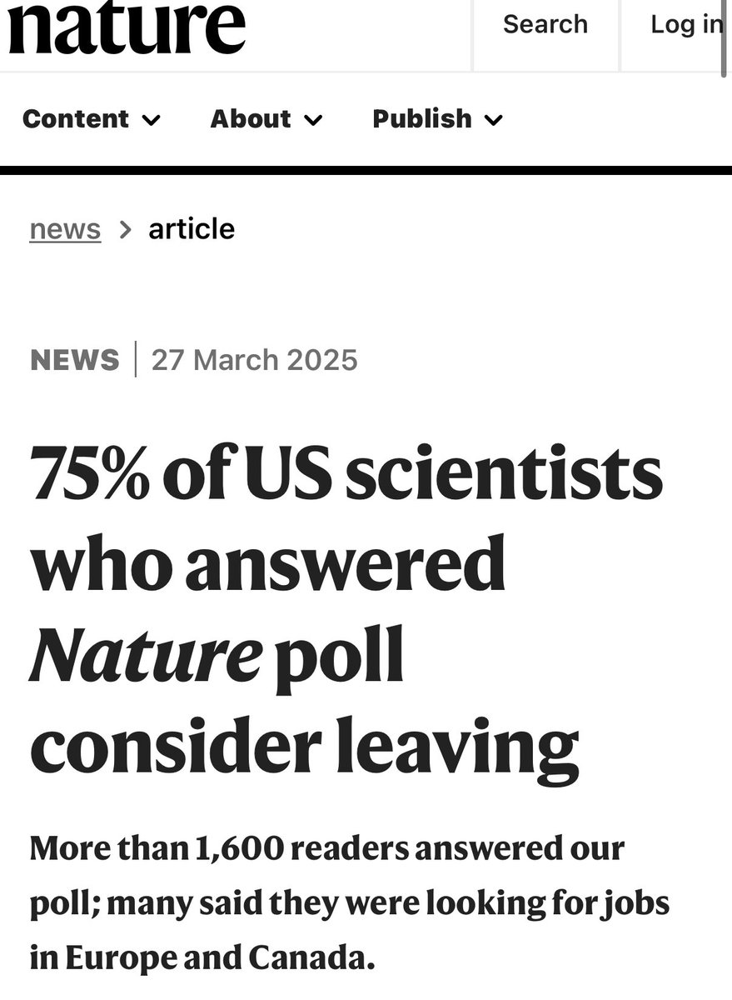 nature
Search
Log in
Content
About
Publish
news > article
NEWS | 27 March 2025
75% of US scientists
who answered
Nature poll
consider leaving
More than 1,600 readers answered our
poll; many said they were looking for jobs
in Europe and Canada.